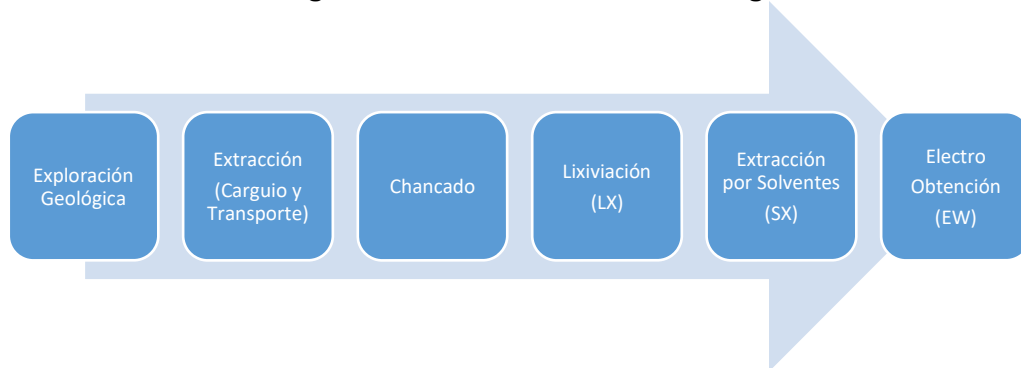 Exploración
Geológica
Extracción
(Carguio y
Transporte)
Chancado
Lixiviación
(LX)
Extracción
por Solventes
(SX)
Electro
Obtención
(EW)